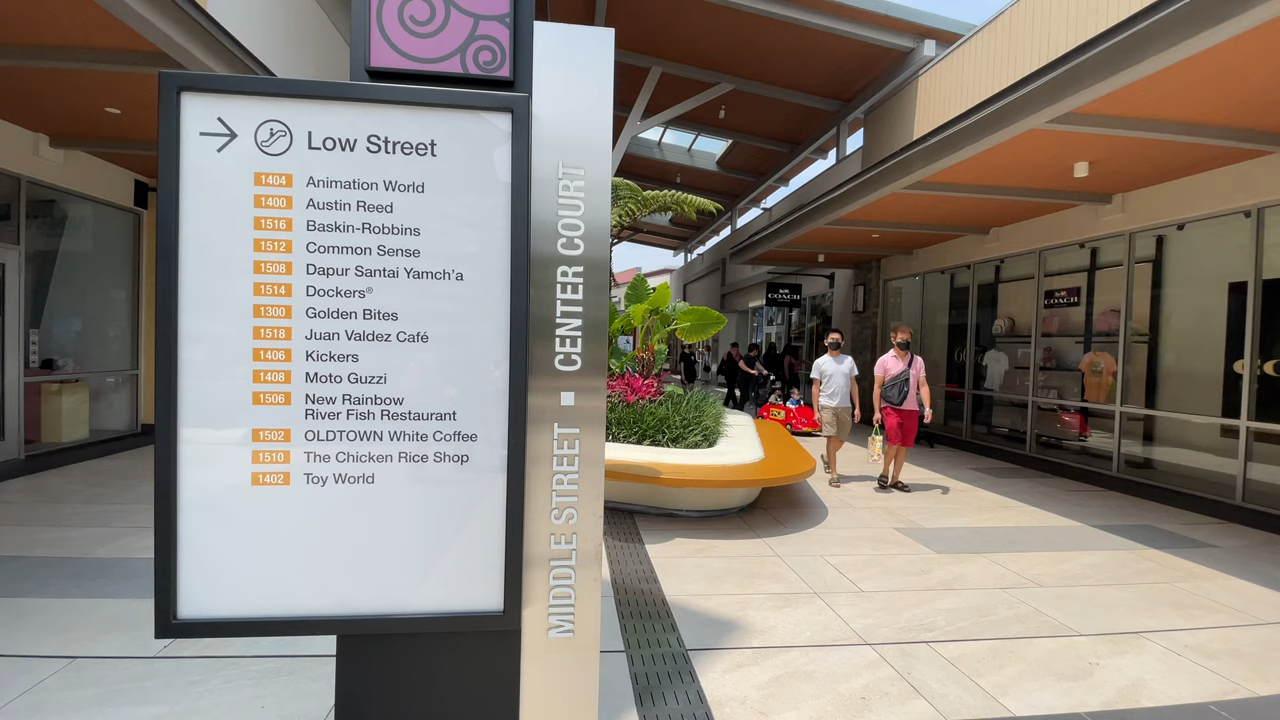 Low Street
1404 Animation World
1400 Austin Reed
1516 Baskin-Robbins
1512 Common Sense
1508 Dapur Santai Yamch'a
1514 Dockers®
1300 Golden Bites
1518 Juan Valdez Café
1406 Kickers
1408 Moto Guzzi
1506 New Rainbow
River Fish Restaurant
1502 OLDTOWN White Coffee
1510 The Chicken Rice Shop
1402 Toy World
MIDDLE STREET ▪ CENTER COURT
COACH
COACH